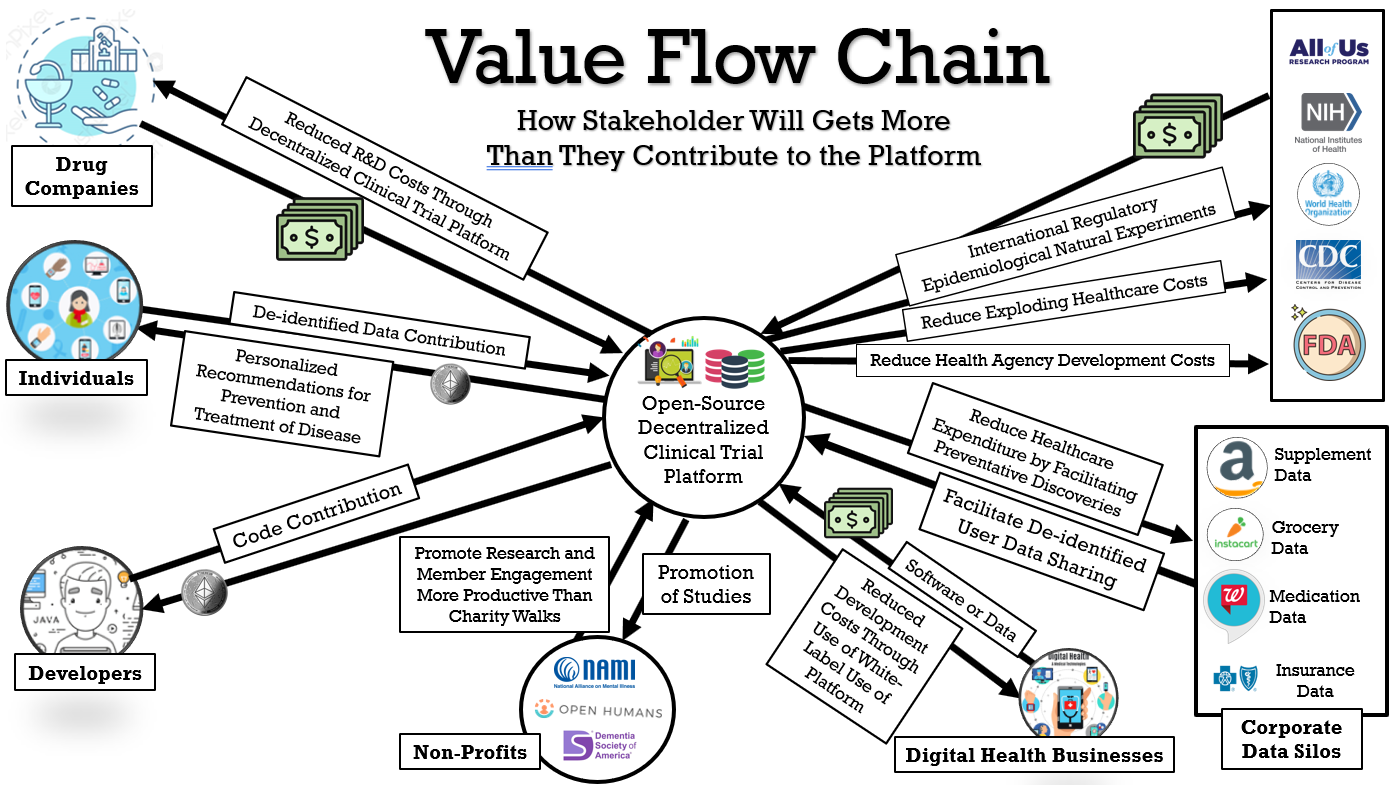 Value Flow Chain
How Stakeholder Will Gets More
Than They Contribute to the Platform
Drug
Companies
Reduced R&D Costs Through
Decentralized Clinical Trial Platform
$
Individuals
De-identified Data Contribution
Personalized
Recommendations for
Prevention and
Treatment of Disease
Code Contribution
JAVA
Developers
Open-Source
Decentralized
Clinical Trial
Platform
Promote Research and
Member Engagement
More Productive Than
Charity Walks
Promotion
of Studies
NAMI
National Alliance on Mental Illness
OPEN HUMANS
Dementia
Society of
America
Non-Profits
$
Software or Data
Reduced
Development
Costs Through
Use of White-
Label Use of
Platform
Digital Health
& Medical Technologies
Digital Health Businesses
$
International Regulatory
Epidemiological Natural Experiments
Reduce Exploding Healthcare Costs
Reduce Health Agency Development Costs
All of Us
RESEARCH PROGRAM
NIH
National Institutes
of Health
World Health
Organization
CDC
CENTERS FOR DISEASE
CONTROL AND PREVENTION
FDA
Reduce Healthcare
Expenditure by Facilitating
Preventative Discoveries
Facilitate De-identified
User Data Sharing
a
Supplement
Data
instacart
Grocery
Data
W
Medication
Data
Insurance
Data
Corporate
Data Silos